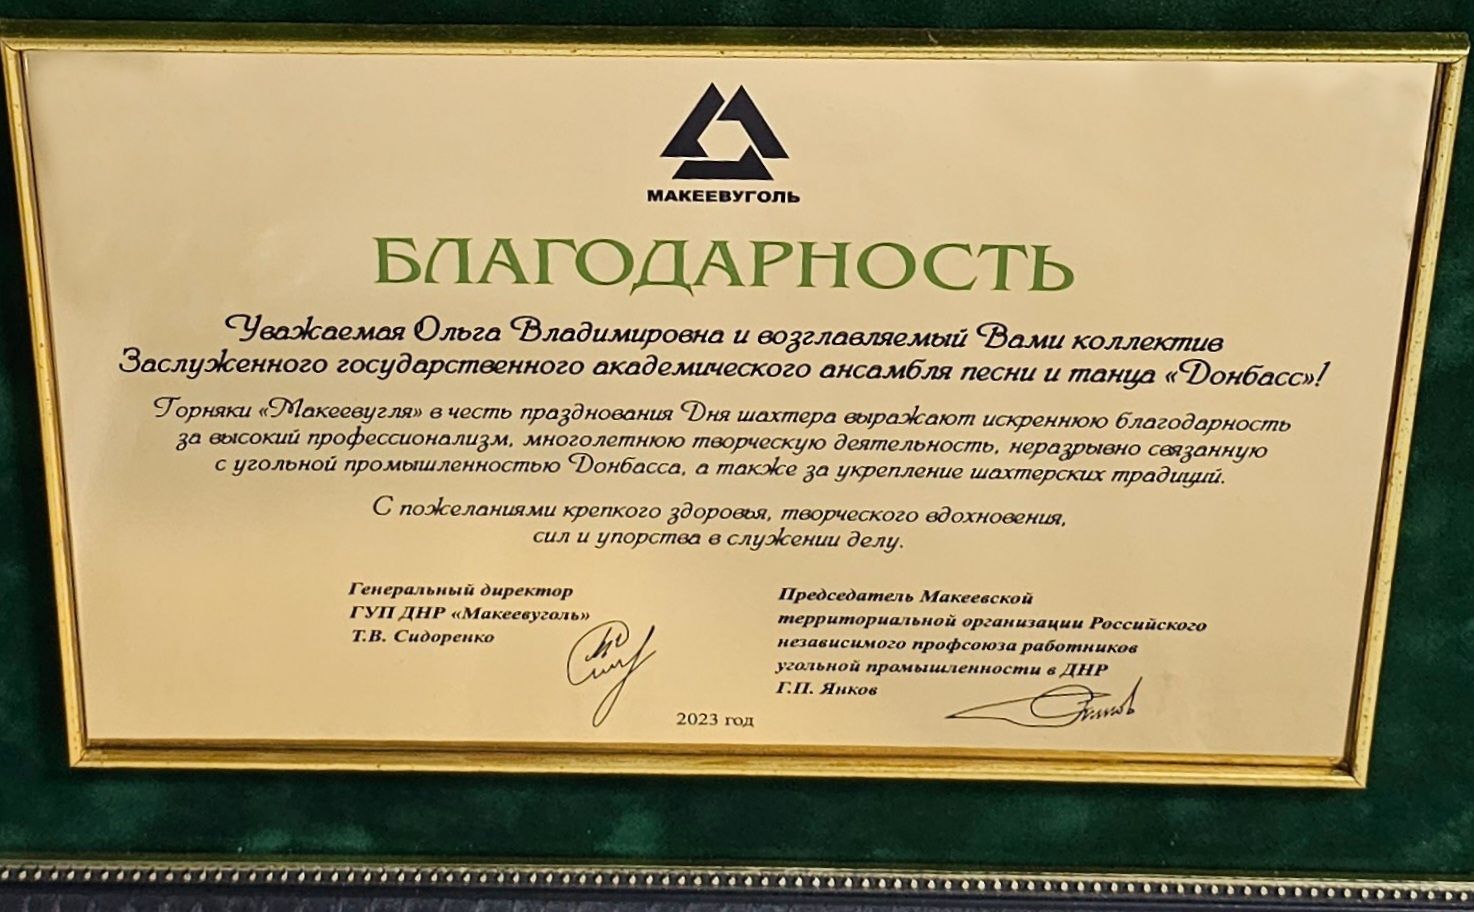 МАКЕЕВУГОЛЬ
БЛАГОДАРНОСТЬ
Уважаемая Ольга Владимировна и возглавляемый Вами коллектив
Заслуженного государственного академического ансамбля песни и танца «Донбасс»!
Горняки «Макеевугля» в честь празднования Дня шахтера выражают искреннюю благодарность
за высокий профессионализм, многолетнюю творческую деятельность, неразрывно связанную
с угольной промышленностью Донбасса, а также за укрепление шахтерских традиций.
С пожеланиями крепкого здоровья, творческого вдохновения,
сил и упорства в служении делу.
Генеральный директор
ГУП ДНР «Макеевуголь»
Т.В. Сидоренко
Председатель Макеевской
территориальной организации Российского
независимого профсоюза работников
угольной промышленности в ДНР
Г.П. Янков
2023 год